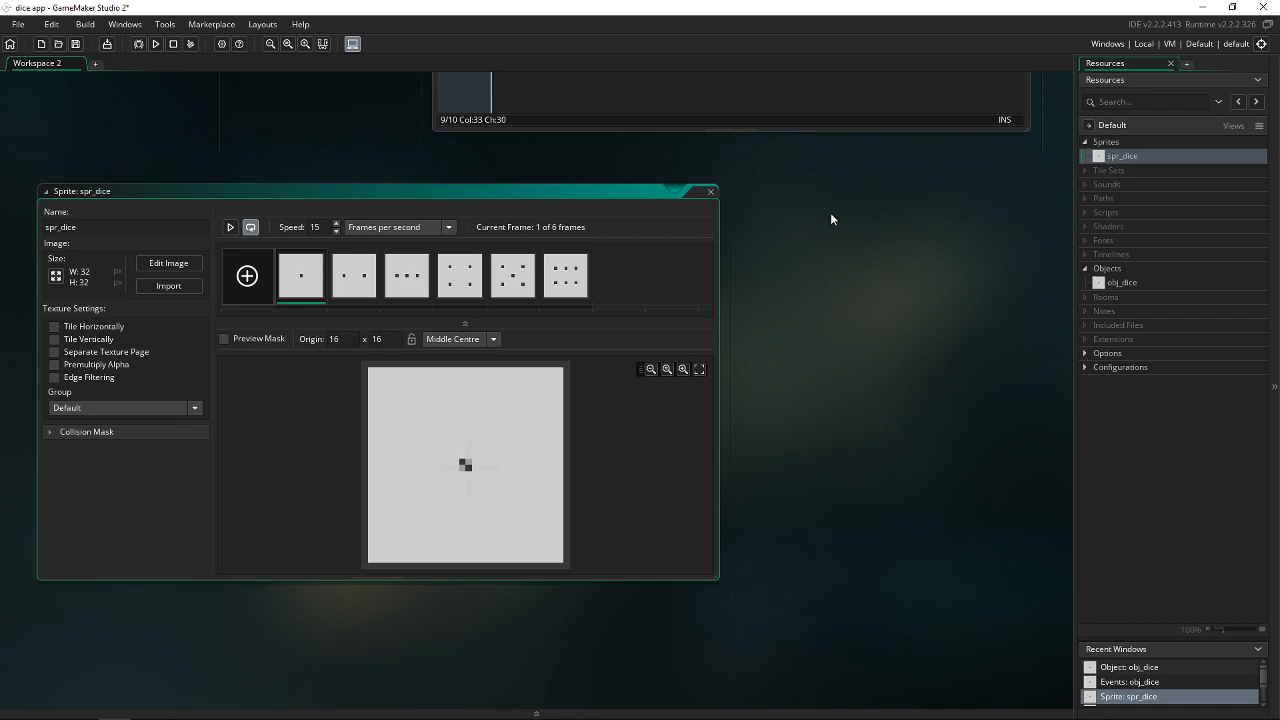 dice app - GameMaker Studio 2*
File Edit Build Windows Tools Marketplace Layouts Help
IDE v2.2.2.413 Runtime v2.2.2.326
Windows | Local | VM | Default | default
Workspace 2
9/10 Col:33 Ch:30
INS
Sprite: spr_dice
Name:
spr_dice
Image:
Size:
W: 32 px
H: 32 px
Edit Image
Import
Texture Settings:
Tile Horizontally
Tile Vertically
Separate Texture Page
Premultiply Alpha
Edge Filtering
Group
Default
Collision Mask
Speed: 15 Frames per second Current Frame: 1 of 6 frames
Preview Mask Origin: 16 x 16 Middle Centre
Resources
Resources
Search...
Default Views
Sprites
spr_dice
Tile Sets
Sounds
Paths
Scripts
Shaders
Fonts
Timelines
Objects
obj_dice
Rooms
Notes
Included Files
Extensions
Options
Configurations
100%
Recent Windows
Object: obj_dice
Events: obj_dice
Sprite: spr_dice